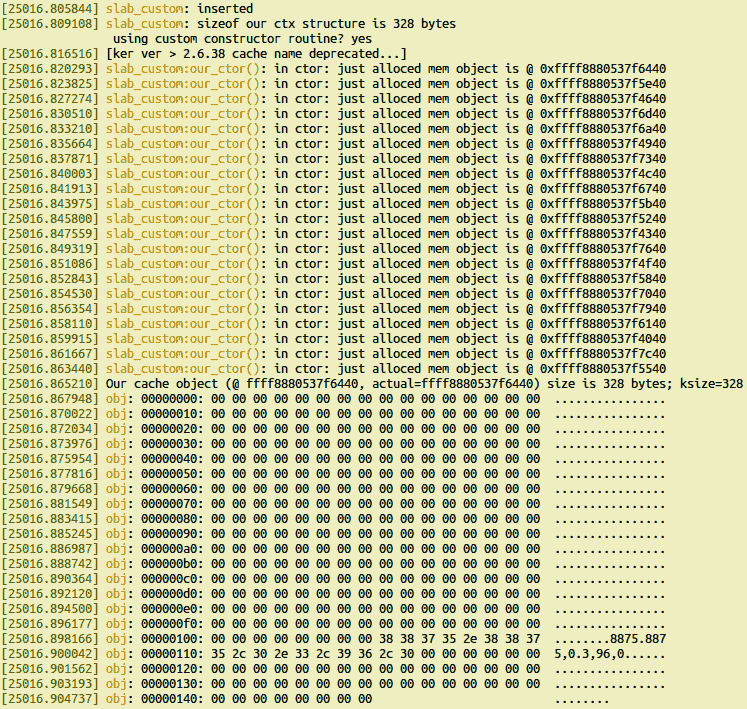 [25016.805844] slab_custom: inserted
[25016.809108] slab_custom: sizeof our ctx structure is 328 bytes
using custom constructor routine? yes
[25016.816516] [ker ver > 2.6.38 cache name deprecated...]
[25016.820293] slab_custom:our_ctor(): in ctor: just alloced mem object is @ 0xffff8880537f6440
[25016.823825] slab_custom:our_ctor(): in ctor: just alloced mem object is @ 0xffff8880537f5e40
[25016.827274] slab_custom:our_ctor(): in ctor: just alloced mem object is @ 0xffff8880537f4640
[25016.830510] slab_custom:our_ctor(): in ctor: just alloced mem object is @ 0xffff8880537f6d40
[25016.833210] slab_custom:our_ctor(): in ctor: just alloced mem object is @ 0xffff8880537f6a40
[25016.835664] slab_custom:our_ctor(): in ctor: just alloced mem object is @ 0xffff8880537f4940
[25016.837871] slab_custom:our_ctor(): in ctor: just alloced mem object is @ 0xffff8880537f7340
[25016.840003] slab_custom:our_ctor(): in ctor: just alloced mem object is @ 0xffff8880537f4c40
[25016.841913] slab_custom:our_ctor(): in ctor: just alloced mem object is @ 0xffff8880537f6740
[25016.843975] slab_custom:our_ctor(): in ctor: just alloced mem object is @ 0xffff8880537f5b40
[25016.845800] slab_custom:our_ctor(): in ctor: just alloced mem object is @ 0xffff8880537f5240
[25016.847559] slab_custom:our_ctor(): in ctor: just alloced mem object is @ 0xffff8880537f4340
[25016.849319] slab_custom:our_ctor(): in ctor: just alloced mem object is @ 0xffff8880537f7640
[25016.851086] slab_custom:our_ctor(): in ctor: just alloced mem object is @ 0xffff8880537f4f40
[25016.852843] slab_custom:our_ctor(): in ctor: just alloced mem object is @ 0xffff8880537f5840
[25016.854530] slab_custom:our_ctor(): in ctor: just alloced mem object is @ 0xffff8880537f7040
[25016.856354] slab_custom:our_ctor(): in ctor: just alloced mem object is @ 0xffff8880537f7940
[25016.858110] slab_custom:our_ctor(): in ctor: just alloced mem object is @ 0xffff8880537f6140
[25016.859915] slab_custom:our_ctor(): in ctor: just alloced mem object is @ 0xffff8880537f4040
[25016.861667] slab_custom:our_ctor(): in ctor: just alloced mem object is @ 0xffff8880537f7c40
[25016.863440] slab_custom:our_ctor(): in ctor: just alloced mem object is @ 0xffff8880537f5540
[25016.865210] Our cache object (@ ffff8880537f6440, actual=ffff8880537f6440) size is 328 bytes; ksize=328
[25016.867948] obj: 00000000: 00 00 00 00 00 00 00 00 00 00 00 00 00 00 00 00  ................
[25016.870022] obj: 00000010: 00 00 00 00 00 00 00 00 00 00 00 00 00 00 00 00  ................
[25016.872034] obj: 00000020: 00 00 00 00 00 00 00 00 00 00 00 00 00 00 00 00  ................
[25016.873976] obj: 00000030: 00 00 00 00 00 00 00 00 00 00 00 00 00 00 00 00  ................
[25016.875954] obj: 00000040: 00 00 00 00 00 00 00 00 00 00 00 00 00 00 00 00  ................
[25016.877816] obj: 00000050: 00 00 00 00 00 00 00 00 00 00 00 00 00 00 00 00  ................
[25016.879668] obj: 00000060: 00 00 00 00 00 00 00 00 00 00 00 00 00 00 00 00  ................
[25016.881549] obj: 00000070: 00 00 00 00 00 00 00 00 00 00 00 00 00 00 00 00  ................
[25016.883415] obj: 00000080: 00 00 00 00 00 00 00 00 00 00 00 00 00 00 00 00  ................
[25016.885245] obj: 00000090: 00 00 00 00 00 00 00 00 00 00 00 00 00 00 00 00  ................
[25016.886987] obj: 000000a0: 00 00 00 00 00 00 00 00 00 00 00 00 00 00 00 00  ................
[25016.888742] obj: 000000b0: 00 00 00 00 00 00 00 00 00 00 00 00 00 00 00 00  ................
[25016.890364] obj: 000000c0: 00 00 00 00 00 00 00 00 00 00 00 00 00 00 00 00  ................
[25016.892120] obj: 000000d0: 00 00 00 00 00 00 00 00 00 00 00 00 00 00 00 00  ................
[25016.894500] obj: 000000e0: 00 00 00 00 00 00 00 00 00 00 00 00 00 00 00 00  ................
[25016.896177] obj: 000000f0: 00 00 00 00 00 00 00 00 00 00 00 00 00 00 00 00  ................
[25016.898166] obj: 00000100: 00 00 00 00 00 00 00 00 38 38 37 35 2e 38 38 37  ........8875.887
[25016.900042] obj: 00000110: 35 2c 30 2e 33 2c 39 36 2c 30 00 00 00 00 00 00  5,0.3,96,0......
[25016.901562] obj: 00000120: 00 00 00 00 00 00 00 00 00 00 00 00 00 00 00 00  ................
[25016.903193] obj: 00000130: 00 00 00 00 00 00 00 00 00 00 00 00 00 00 00 00  ................
[25016.904737] obj: 00000140: 00 00 00 00 00 00 00 00  ........